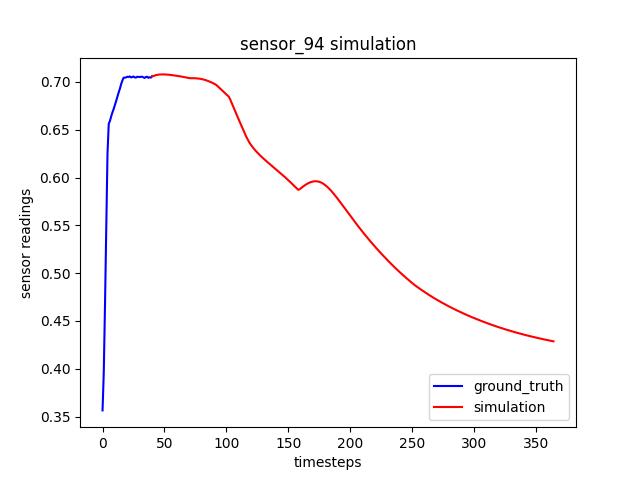 sensor_94 simulation
0.70
0.65
0.60
0.55
0.50
0.45
0.40
0.35
sensor readings
0 50 100 150 200 250 300 350
timesteps
ground_truth
simulation